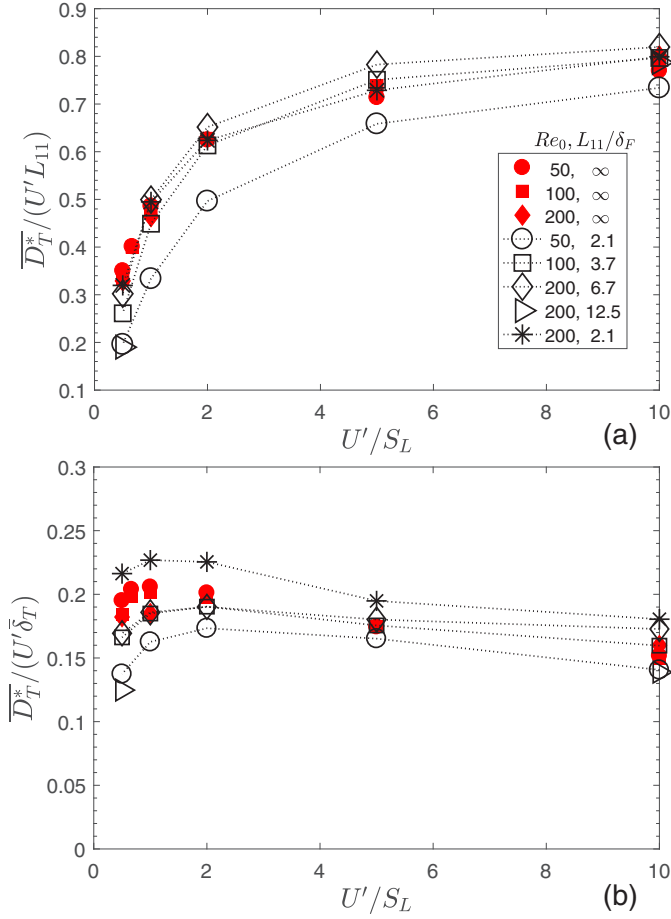 0.9
0.8
0.7
0.6
0.5
0.4
0.3
0.2
0.1
$\overline{D_T^*}/(U'L_{11})$
$Re_0, L_{11}/\delta_F$
50, ∞
100, ∞
200, ∞
50, 2.1
100, 3.7
200, 6.7
200, 12.5
200, 2.1
0 2 4 6 8 10
$U'/S_L$
(a)
0.3
0.25
0.2
0.15
0.1
0.05
0
$\overline{D_T^*}/(U'\overline{\delta}_T)$
0 2 4 6 8 10
$U'/S_L$
(b)